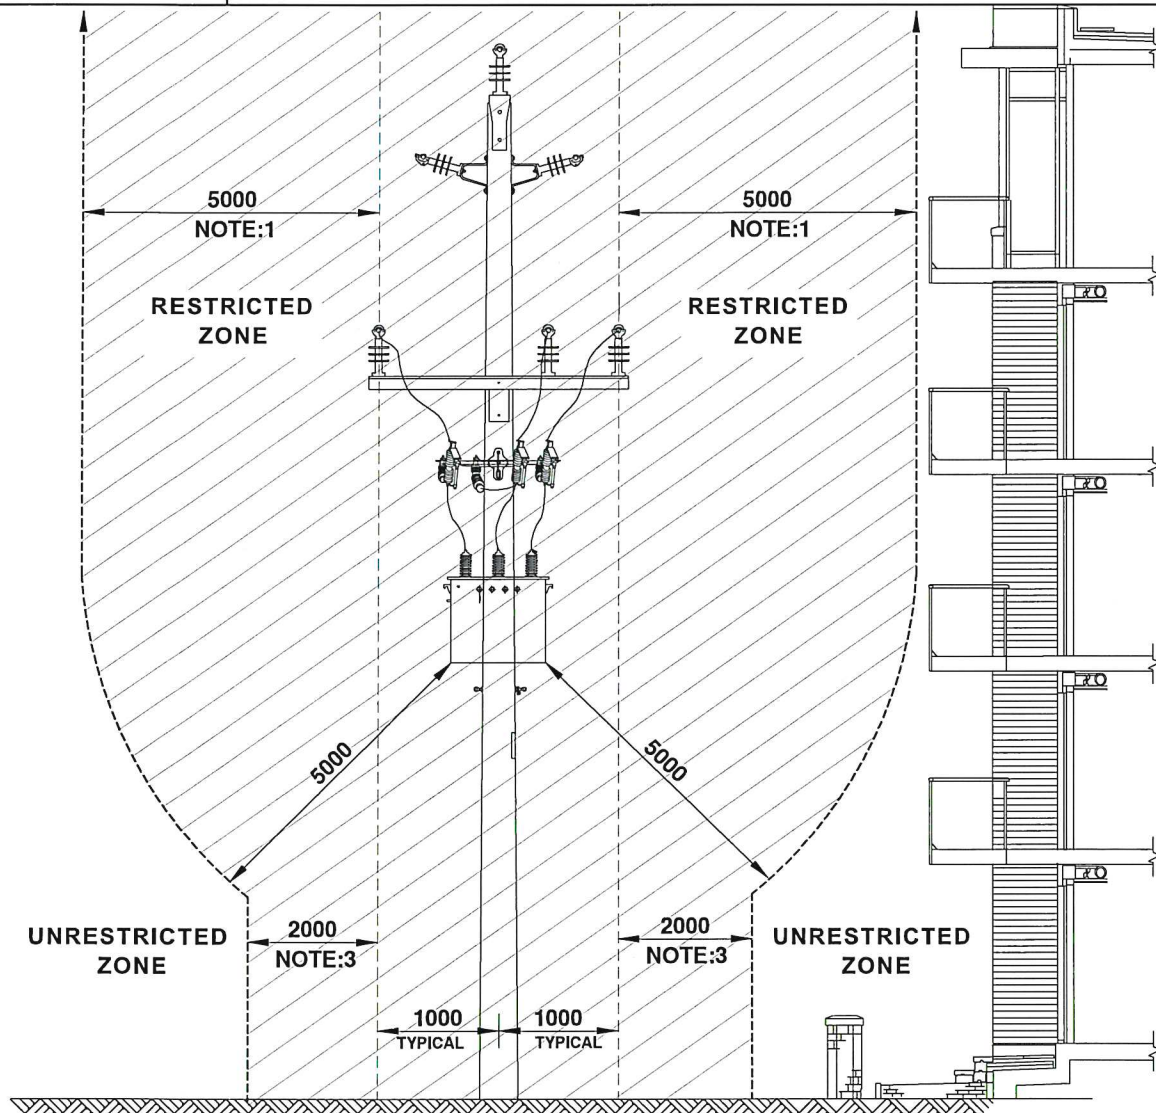 5000
NOTE:1
5000
NOTE:1
RESTRICTED
ZONE
RESTRICTED
ZONE
5000
5000
UNRESTRICTED
ZONE
2000
NOTE:3
2000
NOTE:3
UNRESTRICTED
ZONE
1000
TYPICAL
1000
TYPICAL